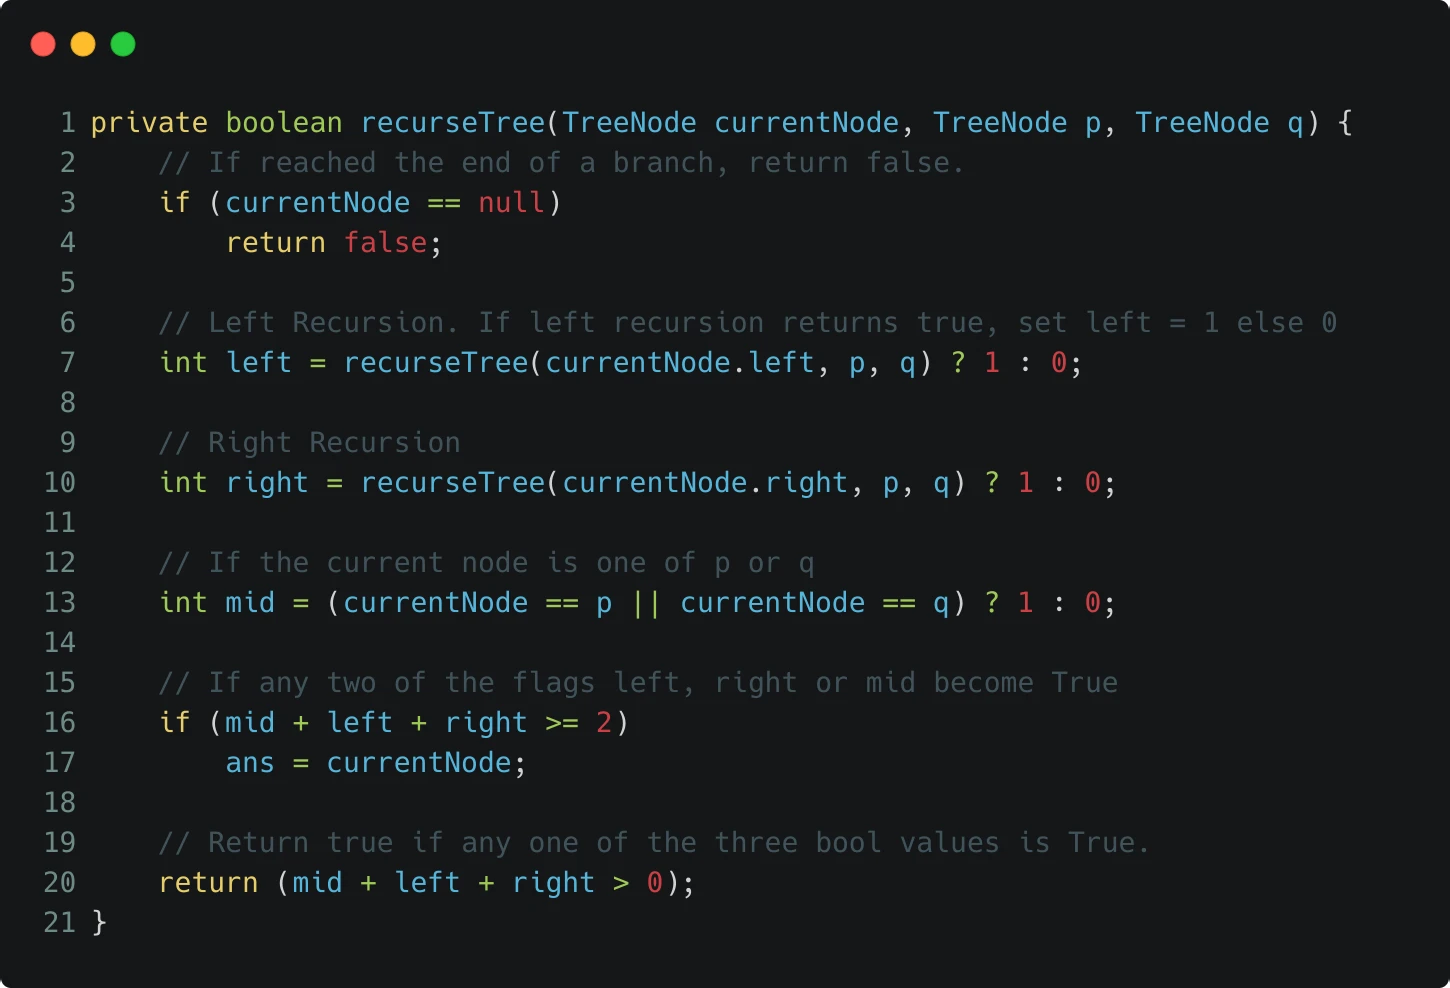 1 private boolean recurseTree(TreeNode currentNode, TreeNode p, TreeNode q) {
2     // If reached the end of a branch, return false.
3     if (currentNode == null)
4         return false;
5
6     // Left Recursion. If left recursion returns true, set left = 1 else 0
7     int left = recurseTree(currentNode.left, p, q) ? 1 : 0;
8
9     // Right Recursion
10     int right = recurseTree(currentNode.right, p, q) ? 1 : 0;
11
12     // If the current node is one of p or q
13     int mid = (currentNode == p || currentNode == q) ? 1 : 0;
14
15     // If any two of the flags left, right or mid become True
16     if (mid + left + right >= 2)
17         ans = currentNode;
18
19     // Return true if any one of the three bool values is True.
20     return (mid + left + right > 0);
21 }